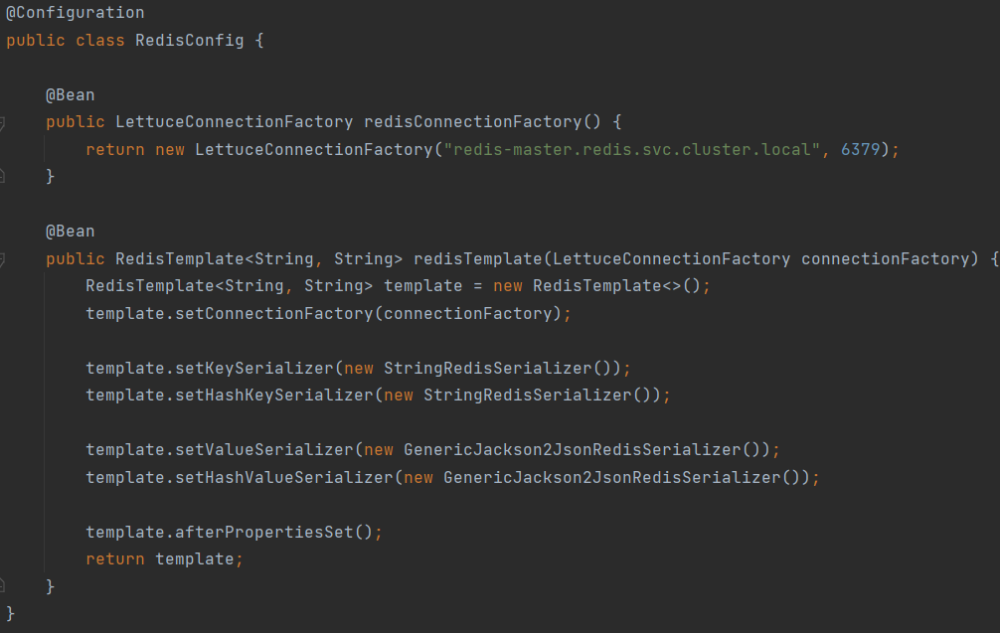 @Configuration
public class RedisConfig {
@Bean
public LettuceConnectionFactory redisConnectionFactory() {
return new LettuceConnectionFactory("redis-master.redis.svc.cluster.local", 6379);
}
@Bean
public RedisTemplate<String, String> redisTemplate(LettuceConnectionFactory connectionFactory) {
RedisTemplate<String, String> template = new RedisTemplate<>();
template.setConnectionFactory(connectionFactory);
template.setKeySerializer(new StringRedisSerializer());
template.setHashKeySerializer(new StringRedisSerializer());
template.setValueSerializer(new GenericJackson2JsonRedisSerializer());
template.setHashValueSerializer(new GenericJackson2JsonRedisSerializer());
template.afterPropertiesSet();
return template;
}
}